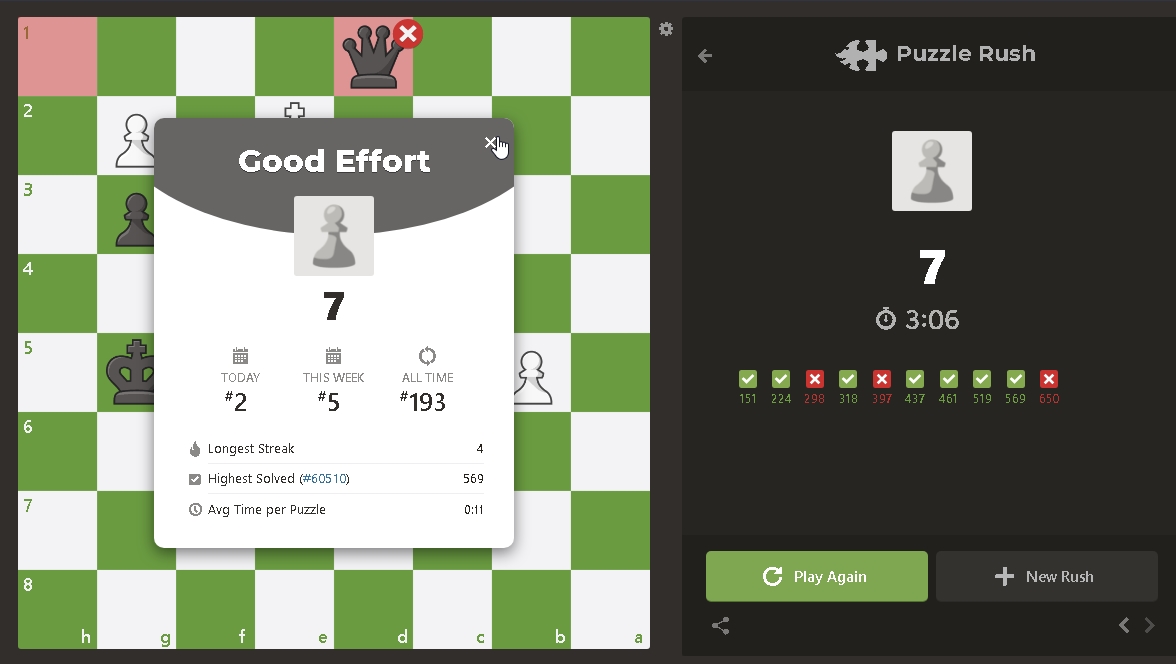 Puzzle Rush
1
2
3
4
5
6
7
8
h g f e d c b a
Good Effort
7
TODAY THIS WEEK ALL TIME
#2 #5 #193
Longest Streak 4
Highest Solved (#60510) 569
Avg Time per Puzzle 0:11
7
3:06
151 224 298 318 397 437 461 519 569 650
Play Again New Rush